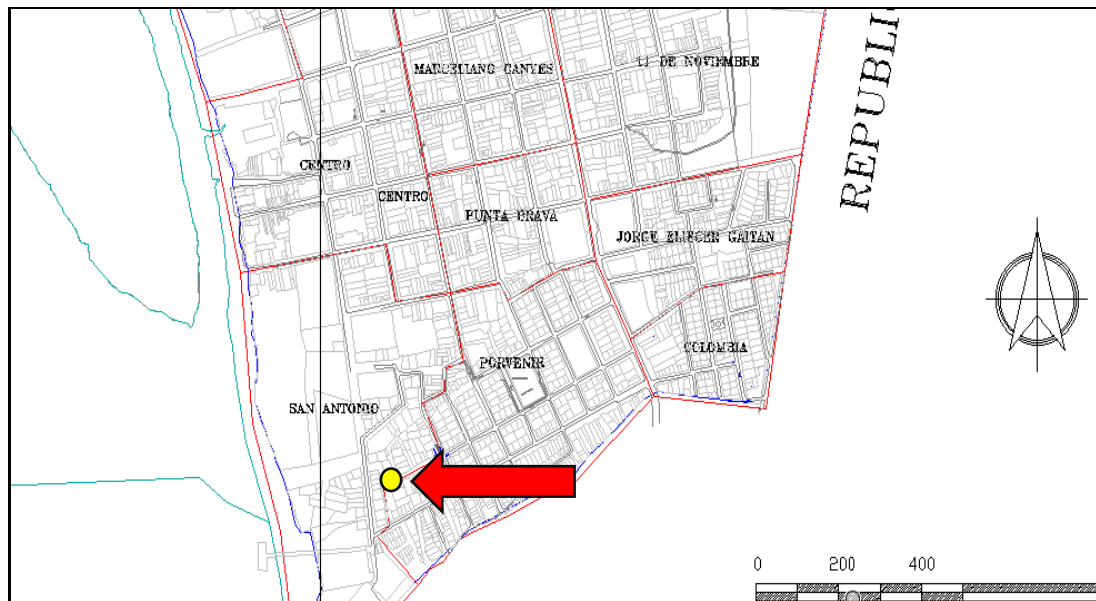 MARCELIANO CANYES
11 DE NOVIEMBRE
REPUBLI
CENTRO
CENTRO
PUNTA BRAVA
JORGE ELIECER GAITAN
PORVENIR
COLOMBIA
SAN ANTONIO
0 200 400